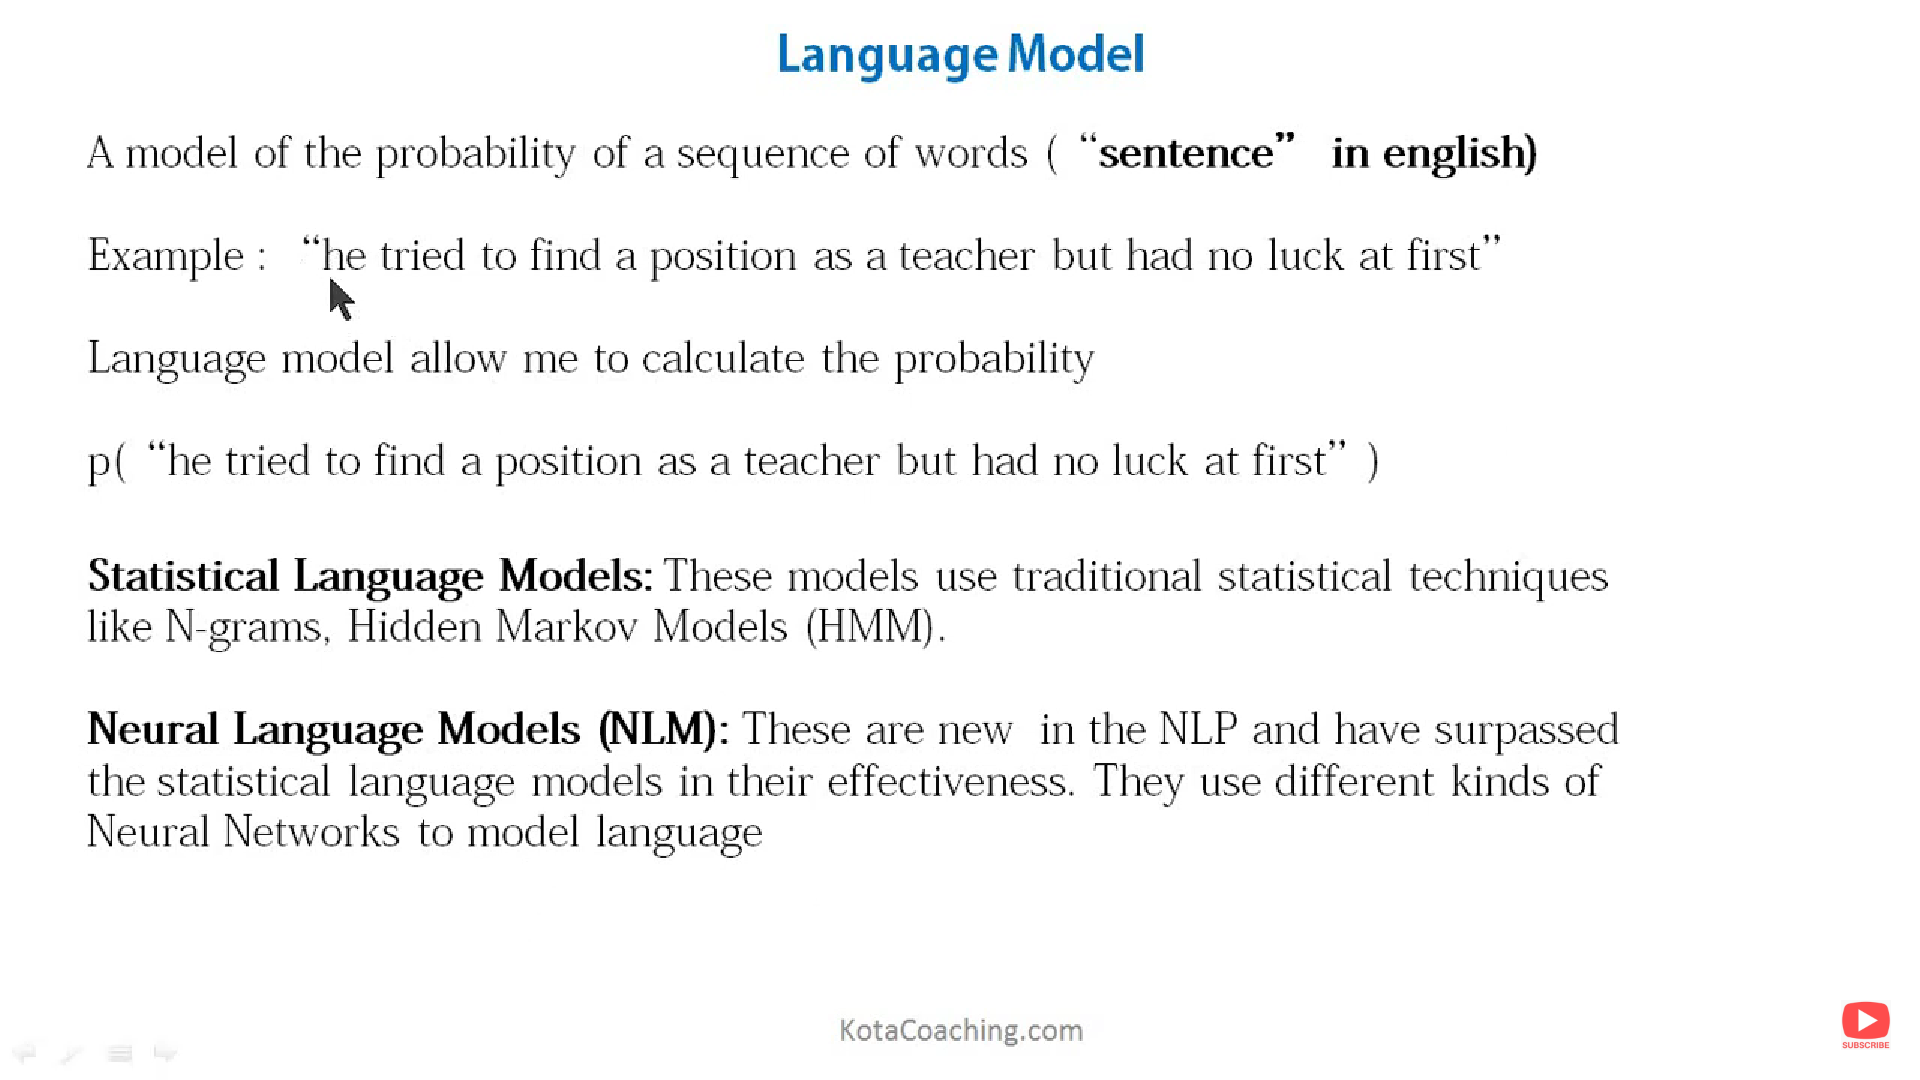 Language Model
A model of the probability of a sequence of words ( “sentence” in english)
Example : “he tried to find a position as a teacher but had no luck at first”
Language model allow me to calculate the probability
p( “he tried to find a position as a teacher but had no luck at first” )
Statistical Language Models: These models use traditional statistical techniques
like N-grams, Hidden Markov Models (HMM).
Neural Language Models (NLM): These are new in the NLP and have surpassed
the statistical language models in their effectiveness. They use different kinds of
Neural Networks to model language
KotaCoaching.com
SUBSCRIBE